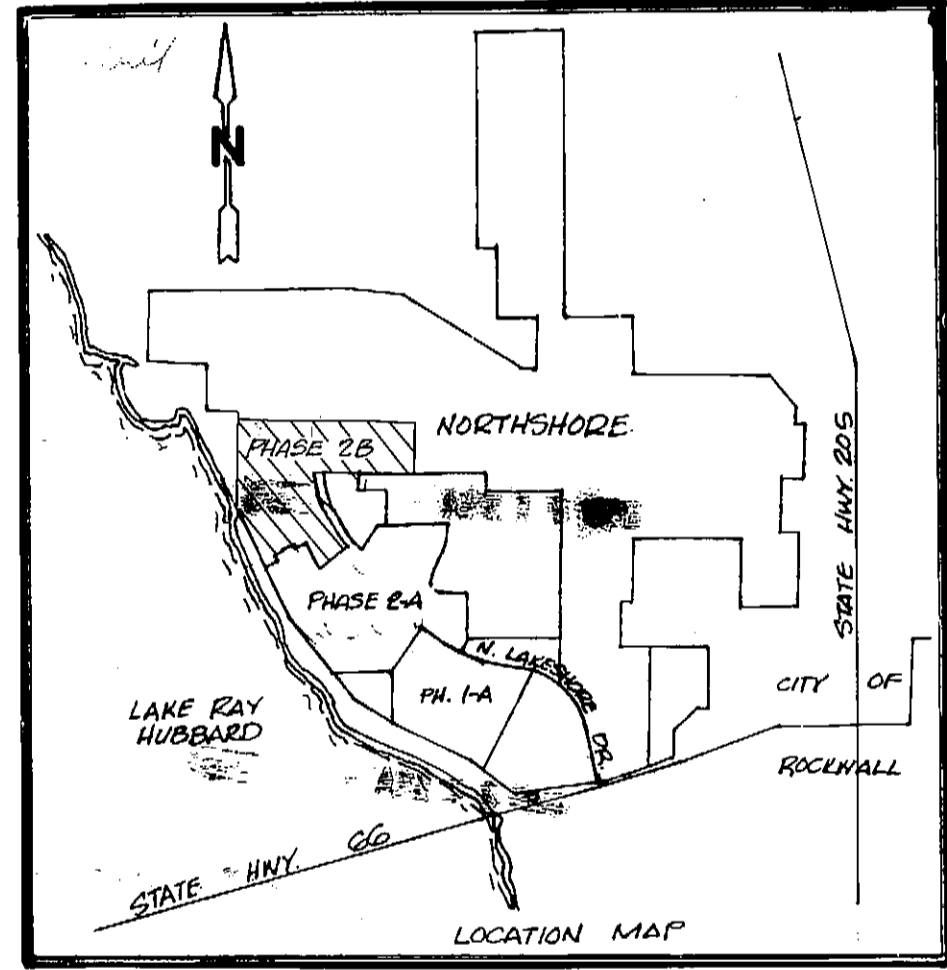 N
NORTHSHORE
PHASE 2B
STATE HWY. 205
PHASE 2-A
N. LAKESHORE DR.
PH. 1-A
CITY OF
ROCKWALL
LAKE RAY
HUBBARD
STATE HWY. 66
LOCATION MAP